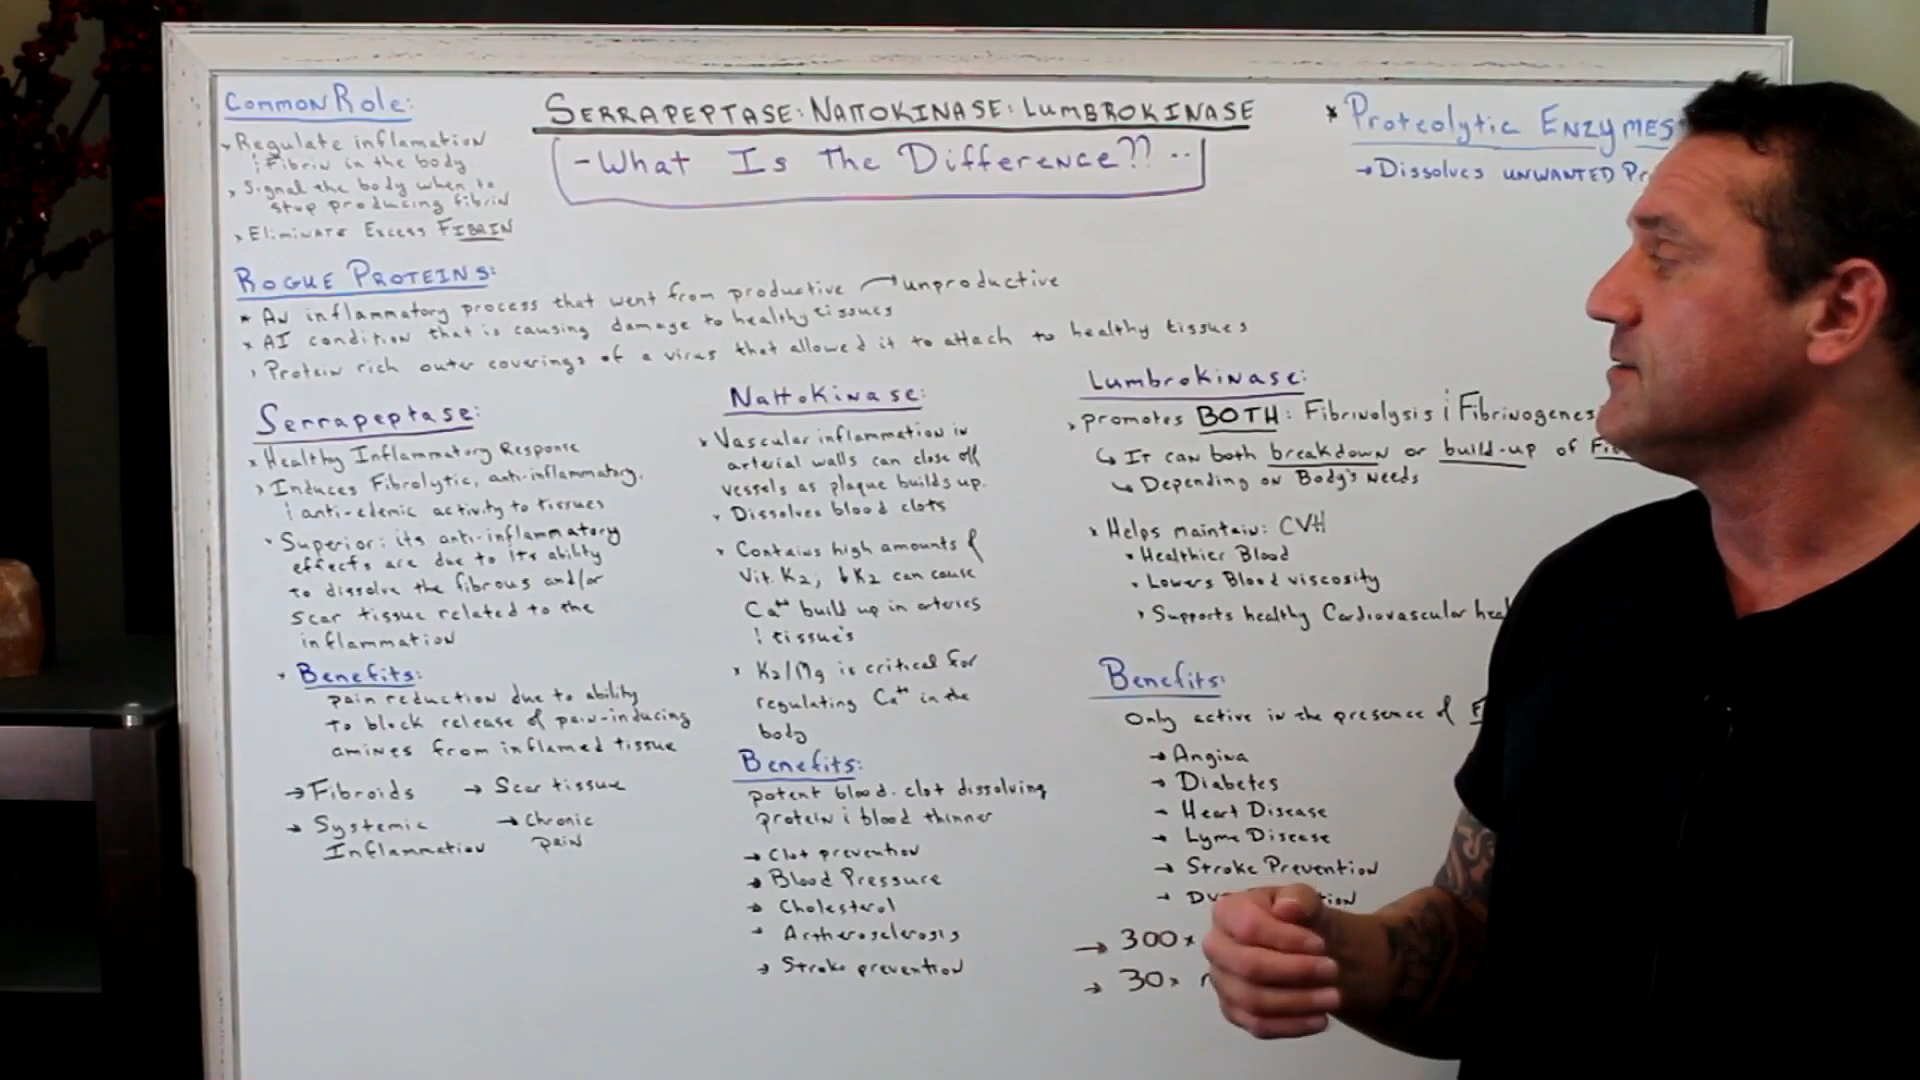 Common Role:
Regulate inflamation
¡ Fibrin in the body
Signal the body when to
stop producing fibrin
Eliminate Excess FIBRIN
SERRAPEPTASE: NATTOKINASE: LUMBROKINASE
- What Is The Difference?? ..
* Proteolytic ENZYMES
→ Dissolves UNWANTED
ROGUE PROTEINS:
* An inflammatory process that went from productive → unproductive
* AI condition that is causing damage to healthy tissues
Protein rich outer coverings of a virus that allowed it to attach to healthy tissues
Serrapeptase:
Healthy Inflammatory Response
Induces Fibrolytic, anti-inflammatory,
¡ anti-edemic activity to tissues
Superior: its anti-inflammatory
effects are due to its ability
to dissolve the fibrous and/or
scar tissue related to the
inflammation
Benefits:
pain reduction due to ability
to block release of pain-inducing
amines from inflamed tissue
→ Fibroids
→ Scar tissue
→ Systemic
Inflammation
→ Chronic
pain
Nattokinase:
Vascular inflammation in
arterial walls can close off
vessels as plaque builds up.
Dissolves blood clots
Contains high amounts of
Vit. K2; ↓K2 can cause
Ca++ build up in arteries
¡ tissue's
K2/Mg is critical for
regulating Ca++ in the
body
Benefits:
potent blood-clot dissolving
protein ¡ blood thinner
→ Clot prevention
→ Blood Pressure
→ Cholesterol
→ Artherosclerosis
→ Stroke prevention
Lumbrokinase:
promotes BOTH: Fibrinolysis ¡ Fibrinogenes
↳ It can both breakdown or build-up of
↳ Depending on Body's Needs
Helps maintain: CVH
Healthier Blood
Lowers Blood viscosity
Supports healthy Cardiovascular
Benefits:
Only active in the presence of
→ Angina
→ Diabetes
→ Heart Disease
→ Lyme Disease
→ Stroke Prevention
→
→ 300x
→ 30x